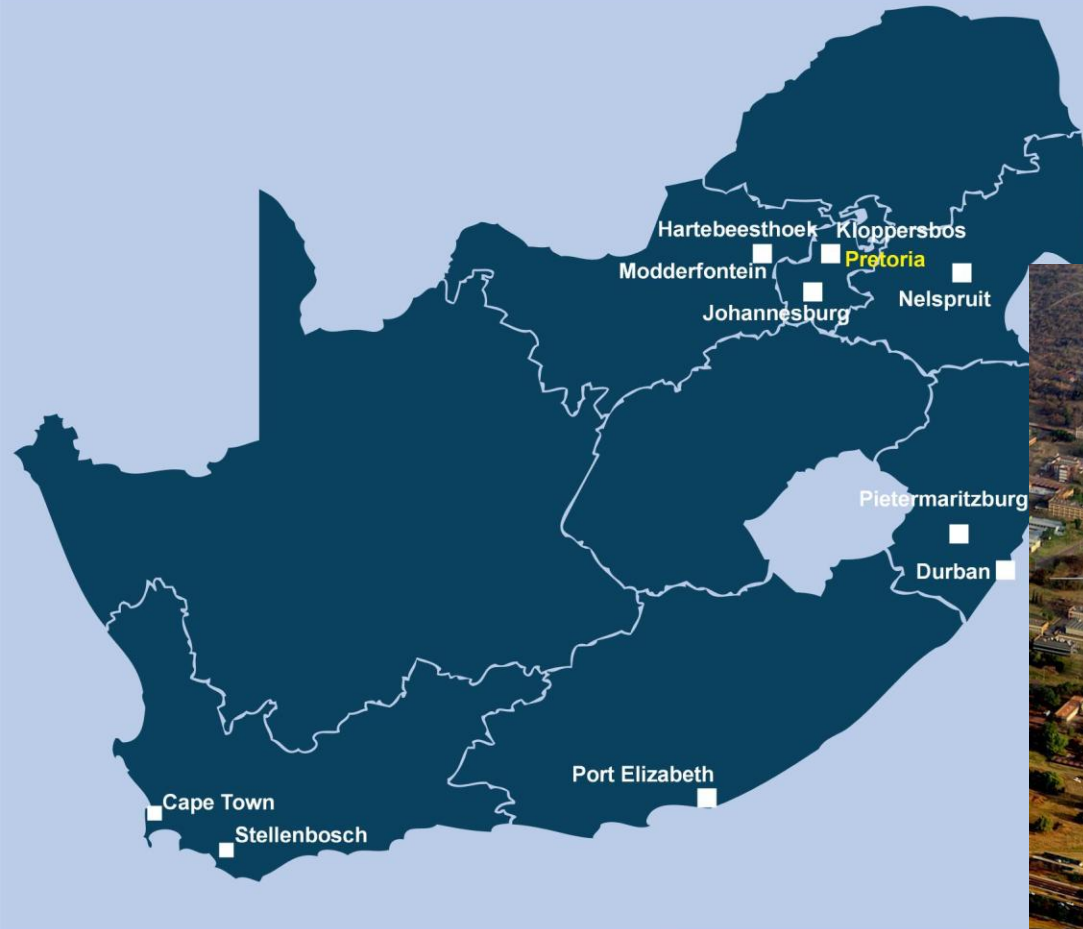 Hartebeesthoek
Kloppersbos
Modderfontein
Pretoria
Nelspruit
Johannesburg
Pietermaritzburg
Durban
Port Elizabeth
Cape Town
Stellenbosch